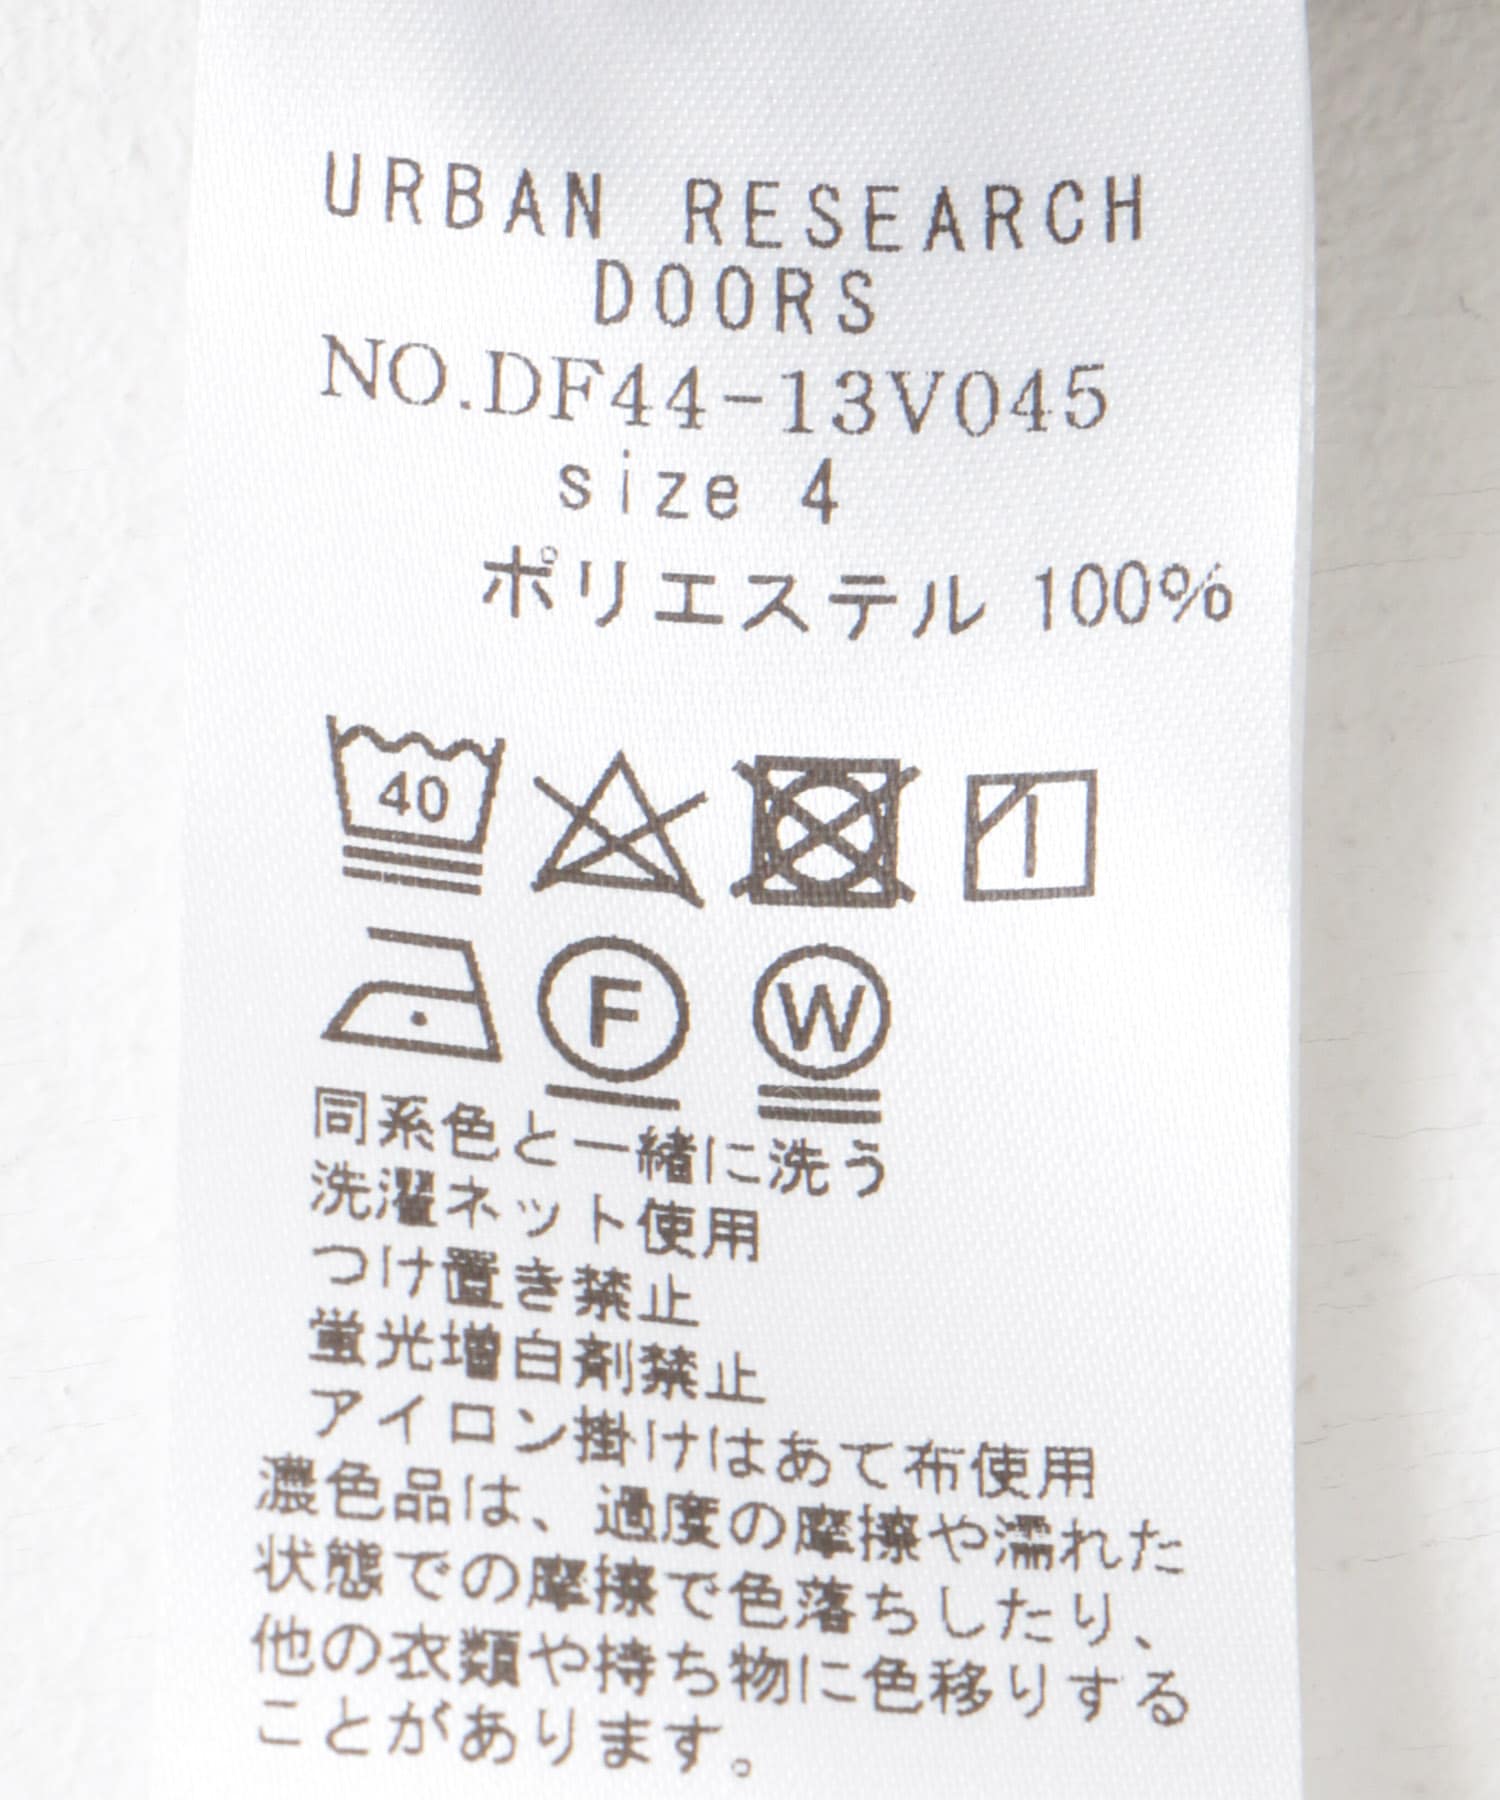 URBAN RESEARCH
DOORS
NO.DF44-13V045
size 4
ポリエステル 100%
40
F
W
同系色と一緒に洗う
洗濯ネット使用
つけ置き禁止
蛍光増白剤禁止
アイロン掛けはあて布使用
濃色品は、過度の摩擦や濡れた
状態での摩擦で色落ちしたり、
他の衣類や持ち物に色移りする
ことがあります。